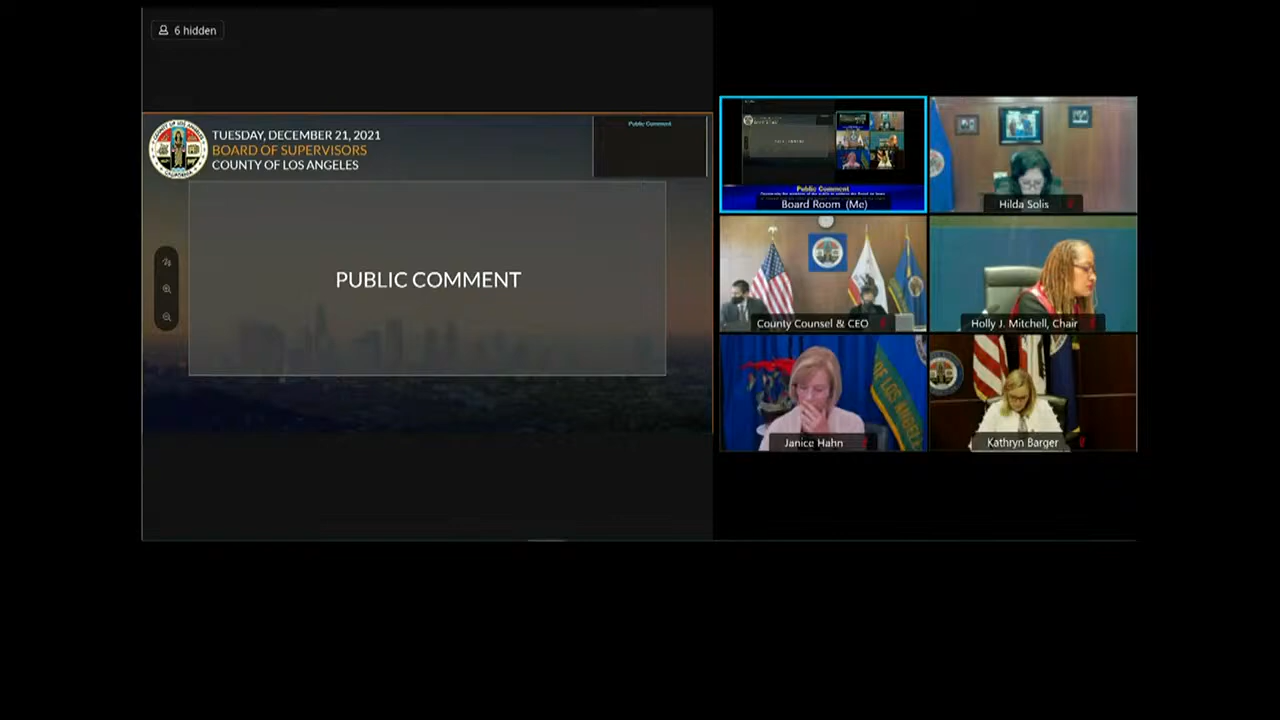 6 hidden
TUESDAY, DECEMBER 21, 2021
BOARD OF SUPERVISORS
COUNTY OF LOS ANGELES
Public Comment
PUBLIC COMMENT
Public Comment
Board Room (Me)
Hilda Solis
County Counsel & CEO
Holly J. Mitchell, Chair
Janice Hahn
Kathryn Barger